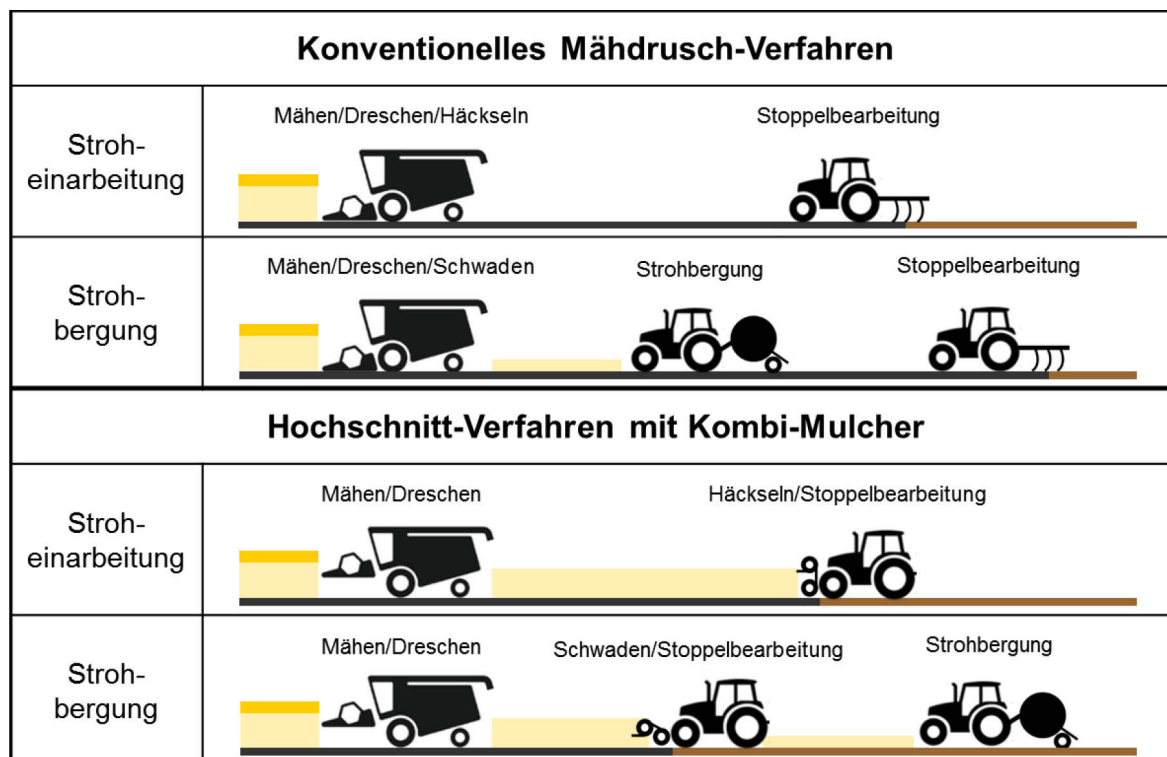 Konventionelles Mähdrusch-Verfahren
Stroh-
einarbeitung
Mähen/Dreschen/Häckseln
Stoppelbearbeitung
Stroh-
bergung
Mähen/Dreschen/Schwaden
Strohbergung
Stoppelbearbeitung
Hochschnitt-Verfahren mit Kombi-Mulcher
Stroh-
einarbeitung
Mähen/Dreschen
Häckseln/Stoppelbearbeitung
Stroh-
bergung
Mähen/Dreschen
Schwaden/Stoppelbearbeitung
Strohbergung